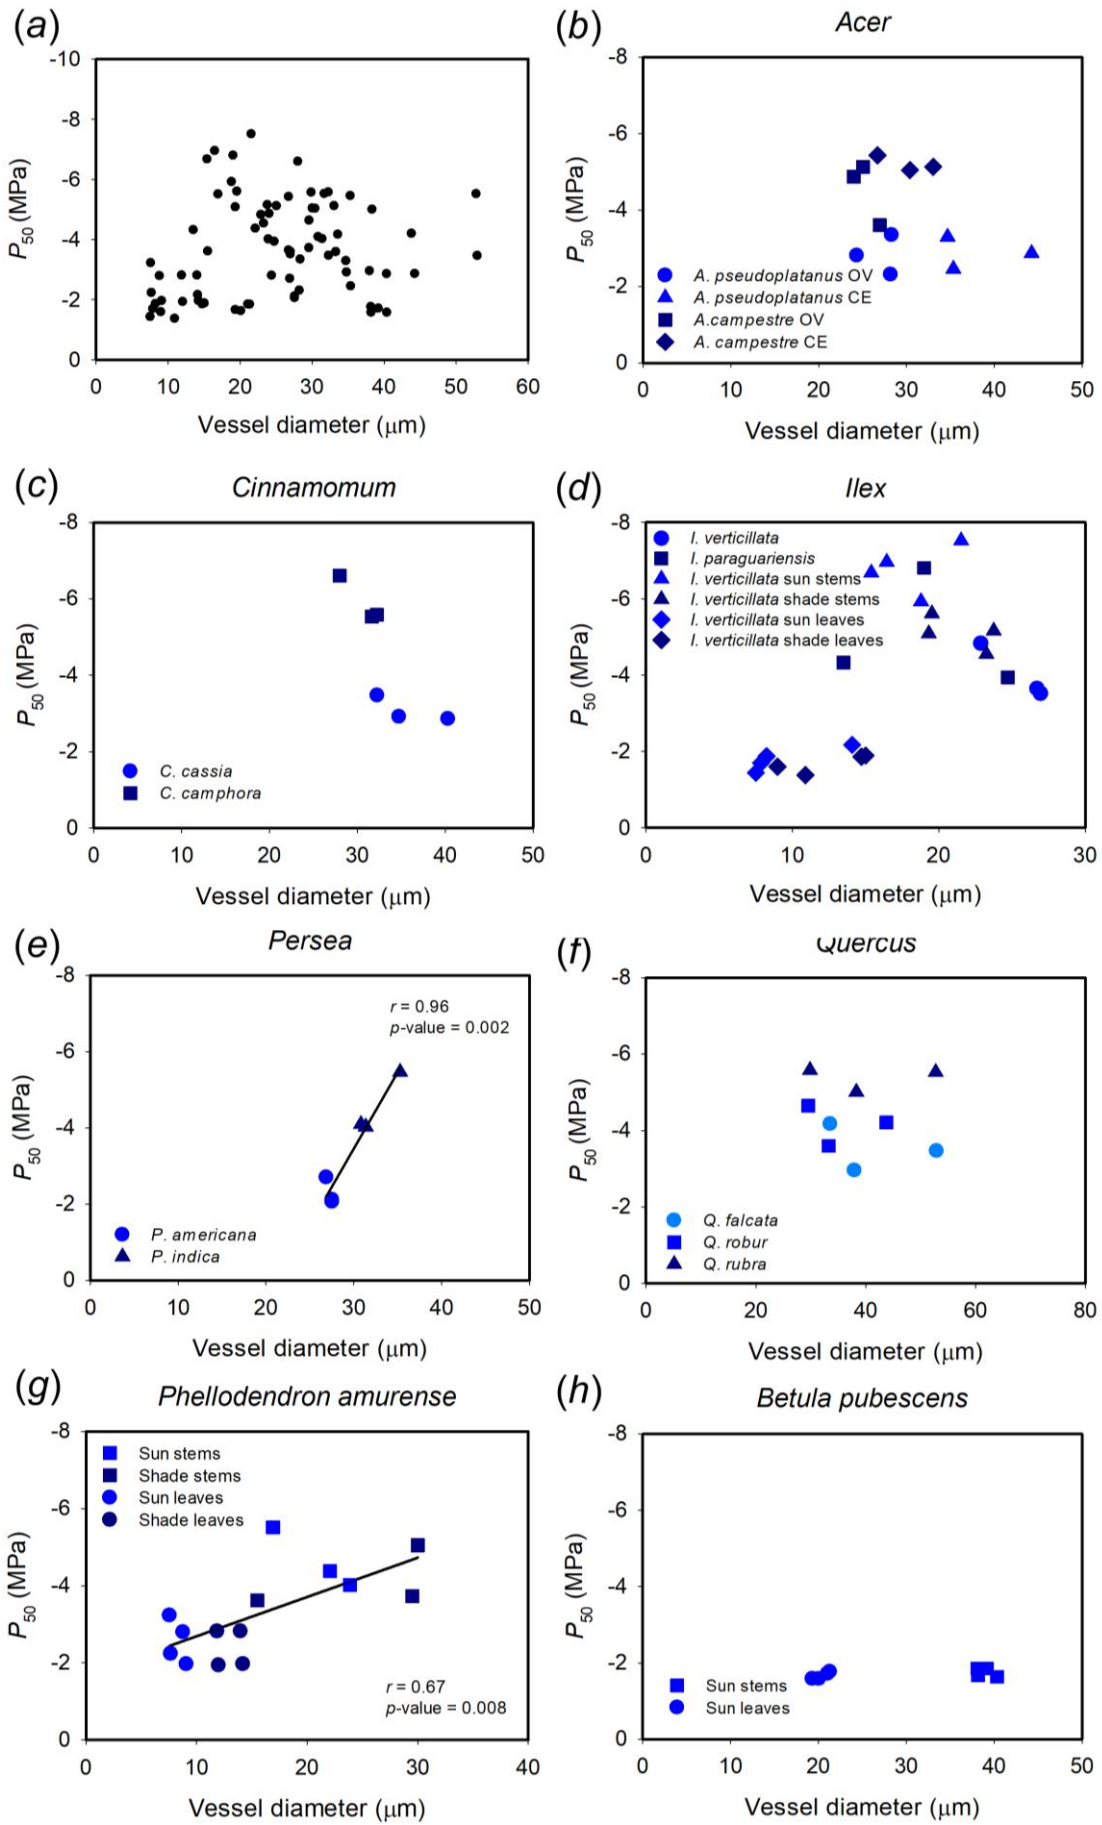 (a)
-10
-8
-6
-4
-2
0
0 10 20 30 40 50 60
P50 (MPa)
Vessel diameter (μm)
(b)
Acer
-8
-6
-4
-2
0
0 10 20 30 40 50
P50 (MPa)
Vessel diameter (μm)
A. pseudoplatanus OV
A. pseudoplatanus CE
A.campestre OV
A. campestre CE
(c)
Cinnamomum
-8
-6
-4
-2
0
0 10 20 30 40 50
P50 (MPa)
Vessel diameter (μm)
C. cassia
C. camphora
(d)
Ilex
-8
-6
-4
-2
0
0 10 20 30
P50 (MPa)
Vessel diameter (μm)
I. verticillata
I. paraguariensis
I. verticillata sun stems
I. verticillata shade stems
I. verticillata sun leaves
I. verticillata shade leaves
(e)
Persea
-8
-6
-4
-2
0
0 10 20 30 40 50
P50 (MPa)
Vessel diameter (μm)
r = 0.96
p-value = 0.002
P. americana
P. indica
(f)
Quercus
-8
-6
-4
-2
0
0 20 40 60 80
P50 (MPa)
Vessel diameter (μm)
Q. falcata
Q. robur
Q. rubra
(g)
Phellodendron amurense
-8
-6
-4
-2
0
0 10 20 30 40
P50 (MPa)
Vessel diameter (μm)
Sun stems
Shade stems
Sun leaves
Shade leaves
r = 0.67
p-value = 0.008
(h)
Betula pubescens
-8
-6
-4
-2
0
0 10 20 30 40 50
P50 (MPa)
Vessel diameter (μm)
Sun stems
Sun leaves